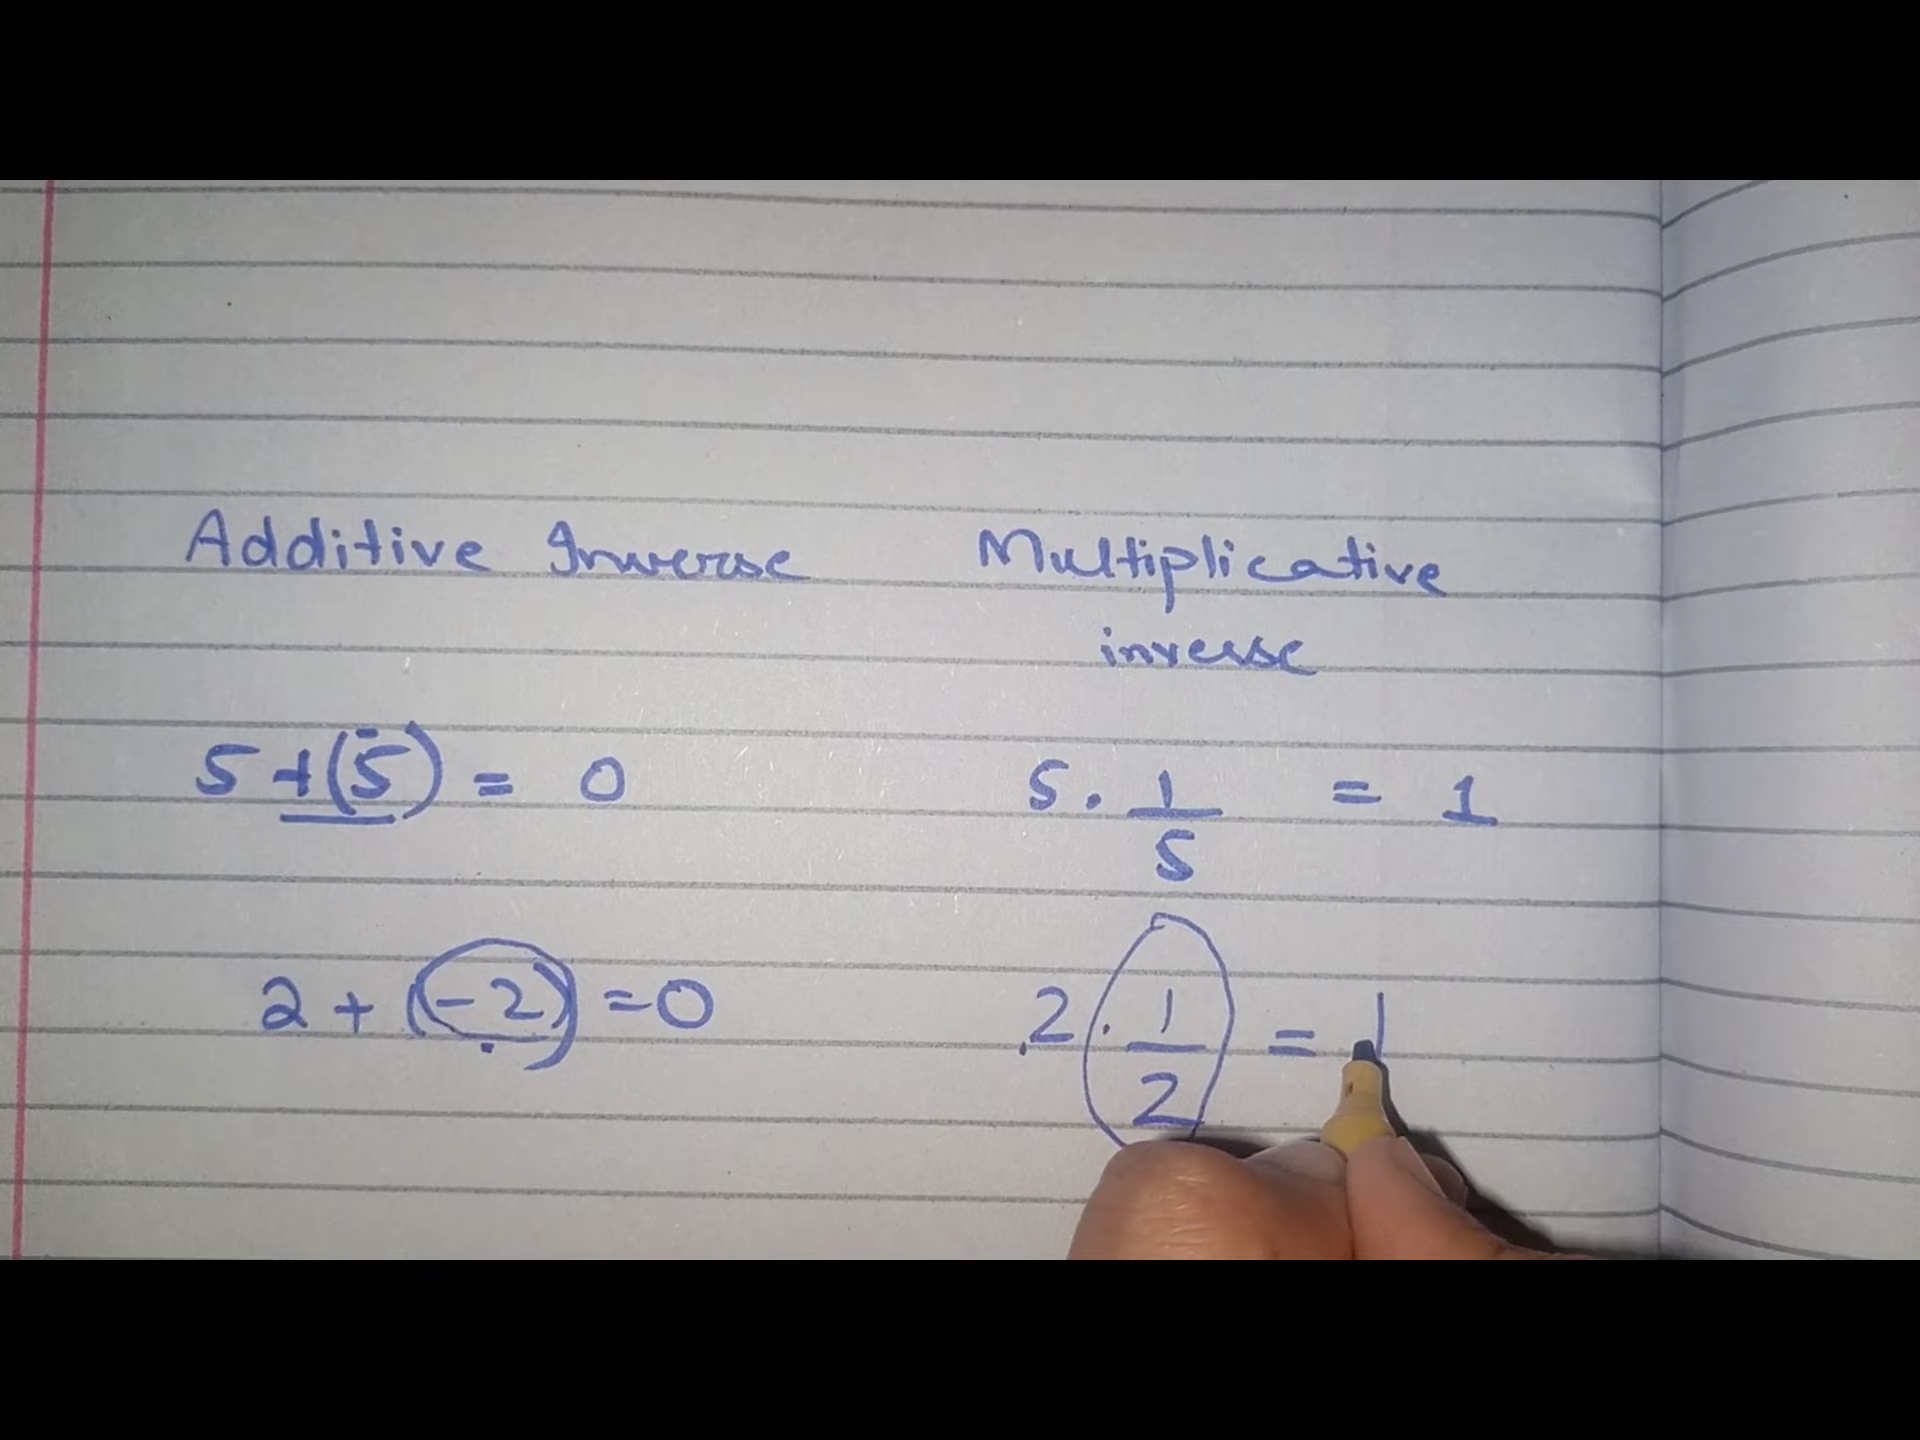 Additive Inverse
Multiplicative
inverse
5 + (-5) = 0
5 . 1/5 = 1
2 + (-2) = 0
2 . 1/2 = 1